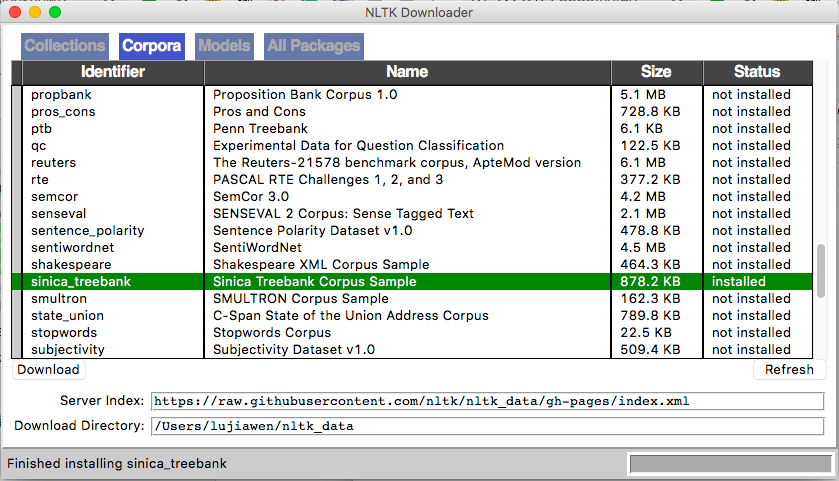 NLTK Downloader
Collections Corpora Models All Packages
Identifier Name Size Status
propbank Proposition Bank Corpus 1.0 5.1 MB not installed
pros_cons Pros and Cons 728.8 KB not installed
ptb Penn Treebank 6.1 KB not installed
qc Experimental Data for Question Classification 122.5 KB not installed
reuters The Reuters-21578 benchmark corpus, ApteMod version 6.1 MB not installed
rte PASCAL RTE Challenges 1, 2, and 3 377.2 KB not installed
semcor SemCor 3.0 4.2 MB not installed
senseval SENSEVAL 2 Corpus: Sense Tagged Text 2.1 MB not installed
sentence_polarity Sentence Polarity Dataset v1.0 478.8 KB not installed
sentiwordnet SentiWordNet 4.5 MB not installed
shakespeare Shakespeare XML Corpus Sample 464.3 KB not installed
sinica_treebank Sinica Treebank Corpus Sample 878.2 KB installed
smultron SMULTRON Corpus Sample 162.3 KB not installed
state_union C-Span State of the Union Address Corpus 789.8 KB not installed
stopwords Stopwords Corpus 22.5 KB not installed
subjectivity Subjectivity Dataset v1.0 509.4 KB not installed
Download Refresh
Server Index: https://raw.githubusercontent.com/nltk/nltk_data/gh-pages/index.xml
Download Directory: /Users/lujiawen/nltk_data
Finished installing sinica_treebank